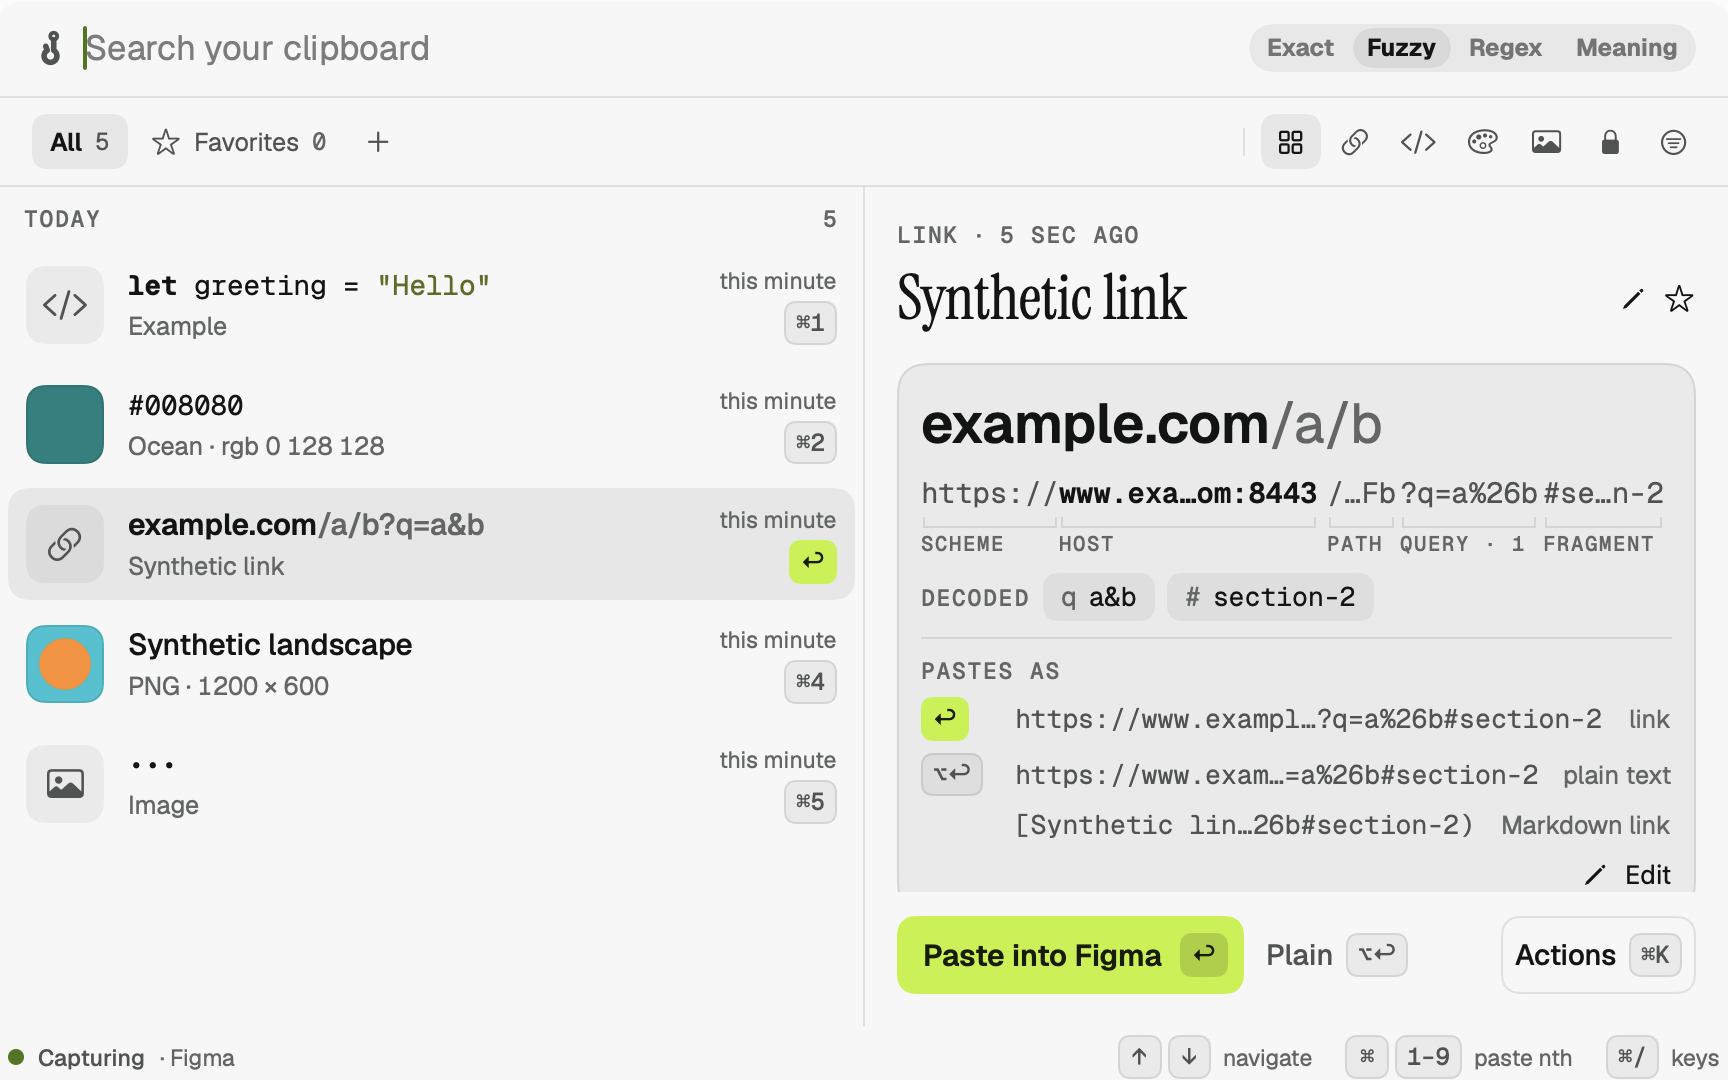 Search your clipboard
Exact Fuzzy Regex Meaning
All 5 Favorites 0
TODAY 5
let greeting = "Hello" this minute
Example ⌘1
#008080 this minute
Ocean · rgb 0 128 128 ⌘2
example.com/a/b?q=a&b this minute
Synthetic link
Synthetic landscape this minute
PNG · 1200 × 600 ⌘4
... this minute
Image ⌘5
LINK · 5 SEC AGO
Synthetic link
example.com/a/b
https://www.exa…om:8443 /…Fb ?q=a%26b #se…n-2
SCHEME HOST PATH QUERY · 1 FRAGMENT
DECODED q a&b # section-2
PASTES AS
https://www.exampl…?q=a%26b#section-2 link
⌥↩ https://www.exam…=a%26b#section-2 plain text
[Synthetic lin…26b#section-2) Markdown link
Edit
Paste into Figma ↩ Plain ⌥↩ Actions ⌘K
Capturing · Figma ↑ ↓ navigate ⌘ 1-9 paste nth ⌘/ keys